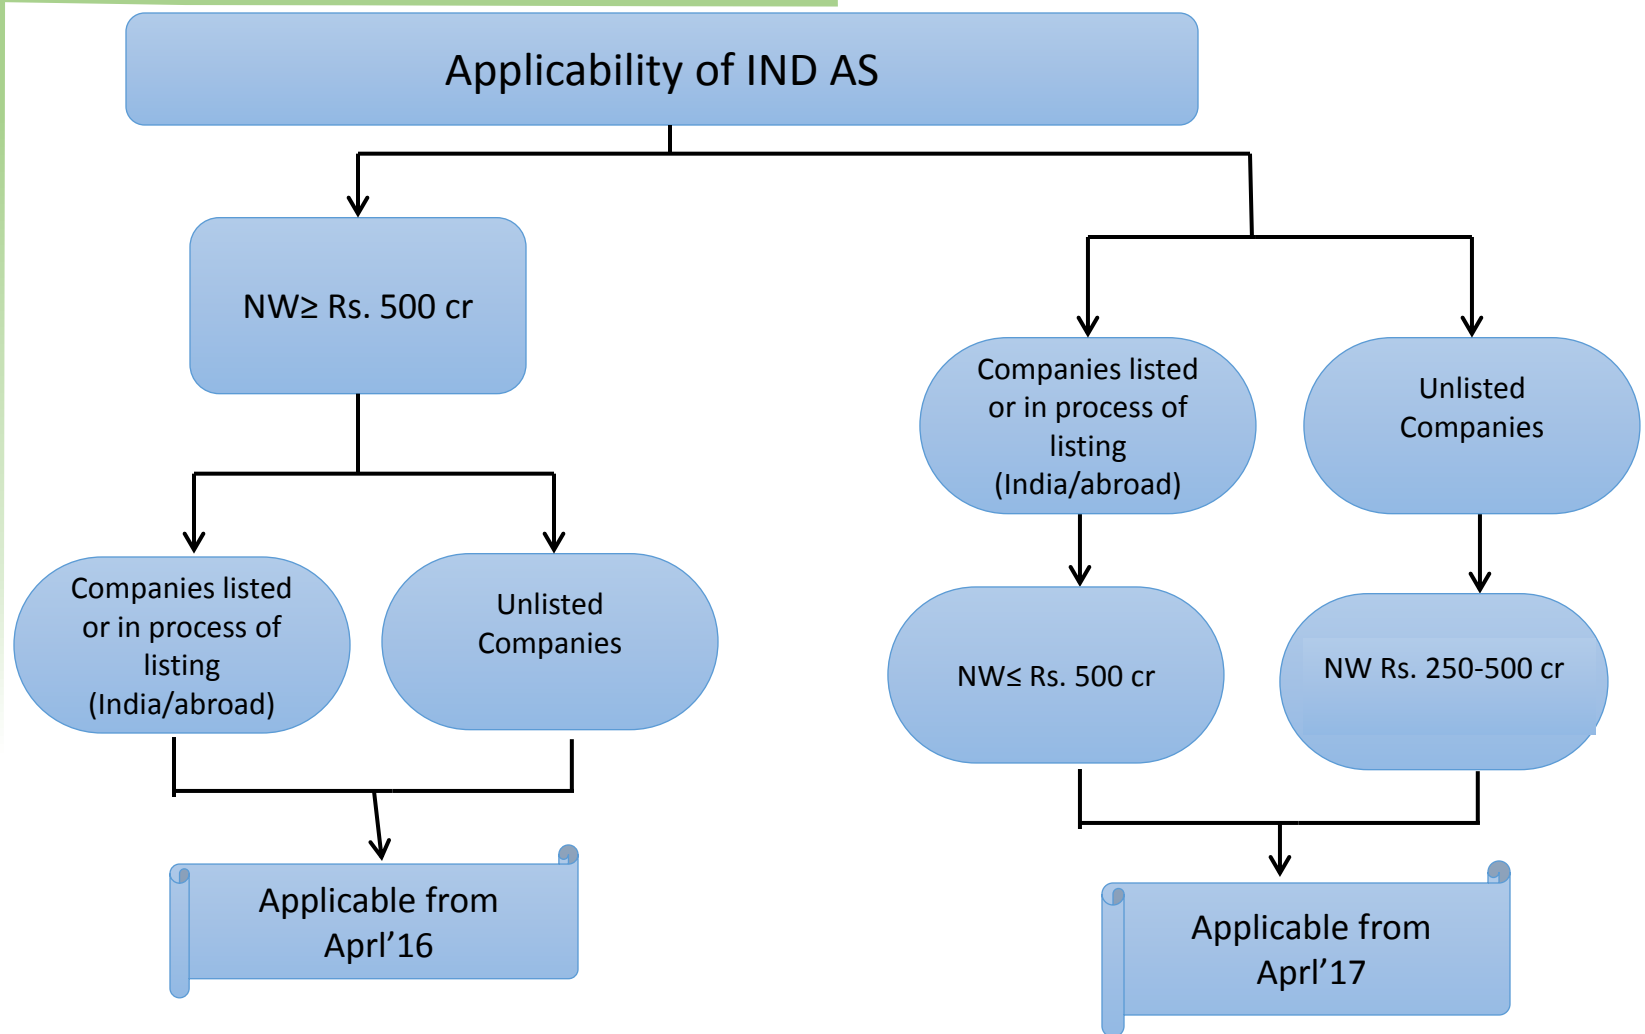 Applicability of IND AS
NW≥ Rs. 500 cr
Companies listed
or in process of
listing
(India/abroad)
Unlisted
Companies
Applicable from
Aprl’16
Companies listed
or in process of
listing
(India/abroad)
Unlisted
Companies
NW≤ Rs. 500 cr
NW Rs. 250-500 cr
Applicable from
Aprl’17